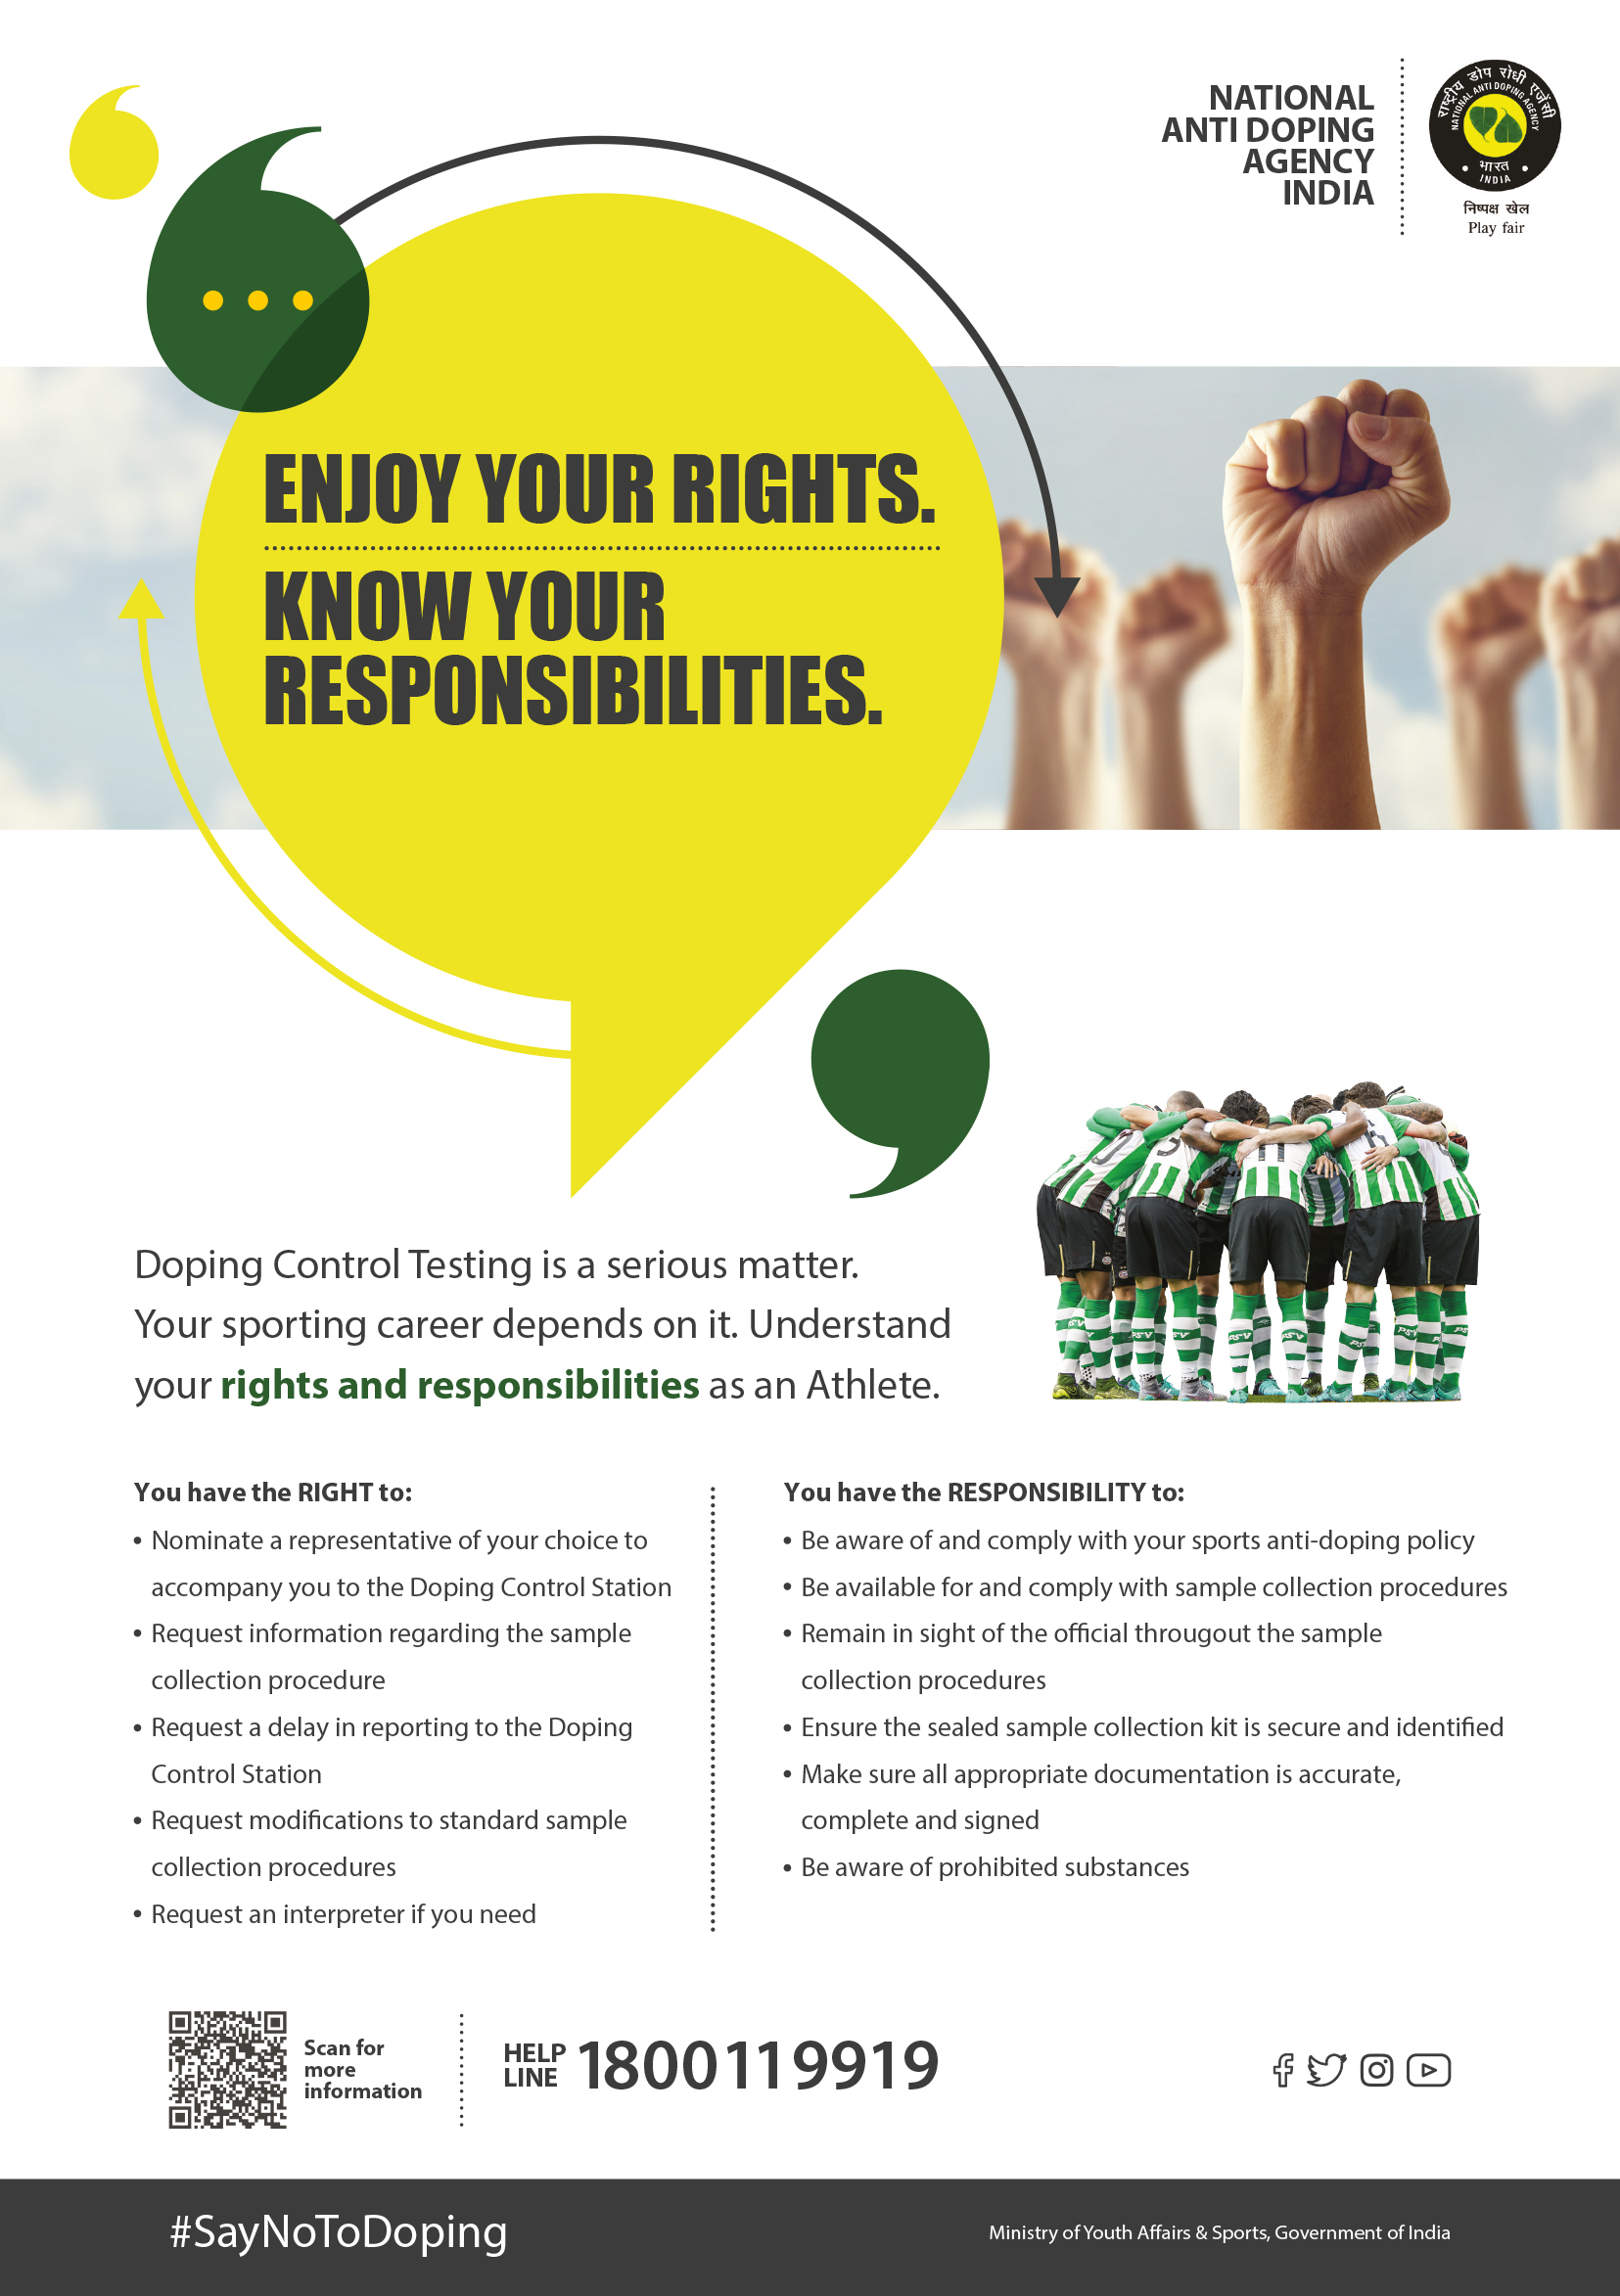 NATIONAL
ANTI DOPING
AGENCY
INDIA
राष्ट्रीय डोप रोधी एजेंसी
NATIONAL ANTI DOPING AGENCY
भारत
INDIA
निष्पक्ष खेल
Play fair
ENJOY YOUR RIGHTS.
KNOW YOUR
RESPONSIBILITIES.
Doping Control Testing is a serious matter.
Your sporting career depends on it. Understand
your rights and responsibilities as an Athlete.
11
6
PSV
PSV
You have the RIGHT to:
• Nominate a representative of your choice to
accompany you to the Doping Control Station
• Request information regarding the sample
collection procedure
• Request a delay in reporting to the Doping
Control Station
• Request modifications to standard sample
collection procedures
• Request an interpreter if you need
You have the RESPONSIBILITY to:
• Be aware of and comply with your sports anti-doping policy
• Be available for and comply with sample collection procedures
• Remain in sight of the official througout the sample
collection procedures
• Ensure the sealed sample collection kit is secure and identified
• Make sure all appropriate documentation is accurate,
complete and signed
• Be aware of prohibited substances
Scan for
more
information
HELP
LINE
1800119919
#SayNoToDoping
Ministry of Youth Affairs & Sports, Government of India